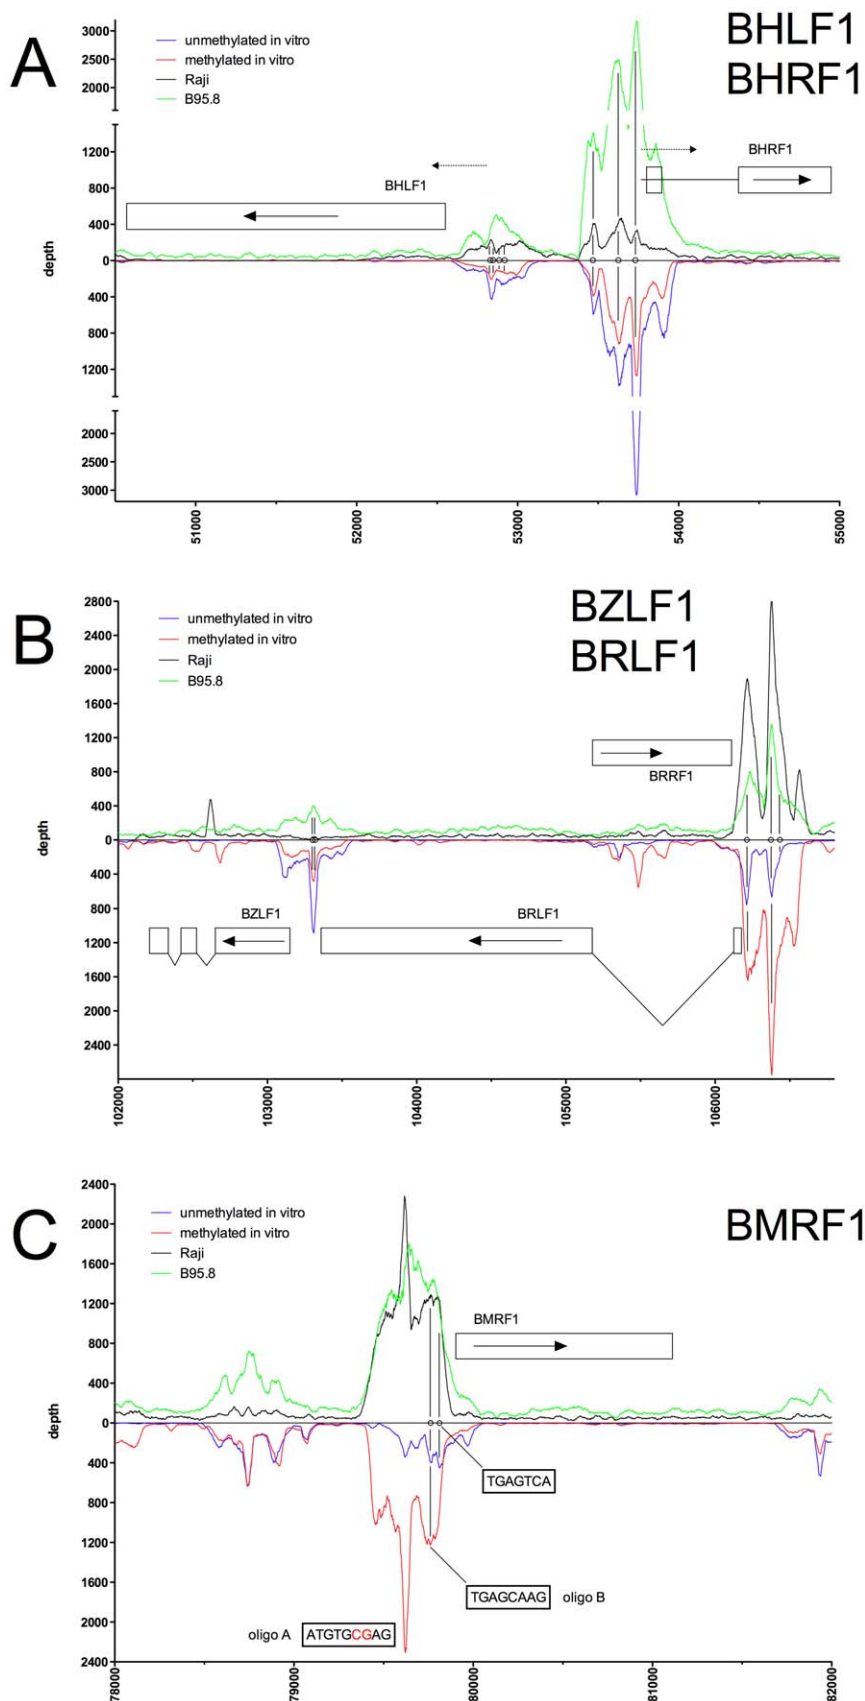 A
BHLF1
BHRF1
unmethylated in vitro
methylated in vitro
Raji
B95.8
3000
2500
2000
1200
800
400
0
400
800
1200
2000
2500
3000
depth
BHLF1
BHRF1
51000
52000
53000
54000
55000
B
BZLF1
BRLF1
unmethylated in vitro
methylated in vitro
Raji
B95.8
2800
2400
2000
1600
1200
800
400
0
400
800
1200
1600
2000
2400
depth
BRRF1
BZLF1
BRLF1
102000
103000
104000
105000
106000
C
BMRF1
unmethylated in vitro
methylated in vitro
Raji
B95.8
2400
2000
1600
1200
800
400
0
400
800
1200
1600
2000
2400
depth
BMRF1
TGAGTCA
TGAGCAAG oligo B
oligo A ATGTGCGAG
78000
79000
80000
81000
82000